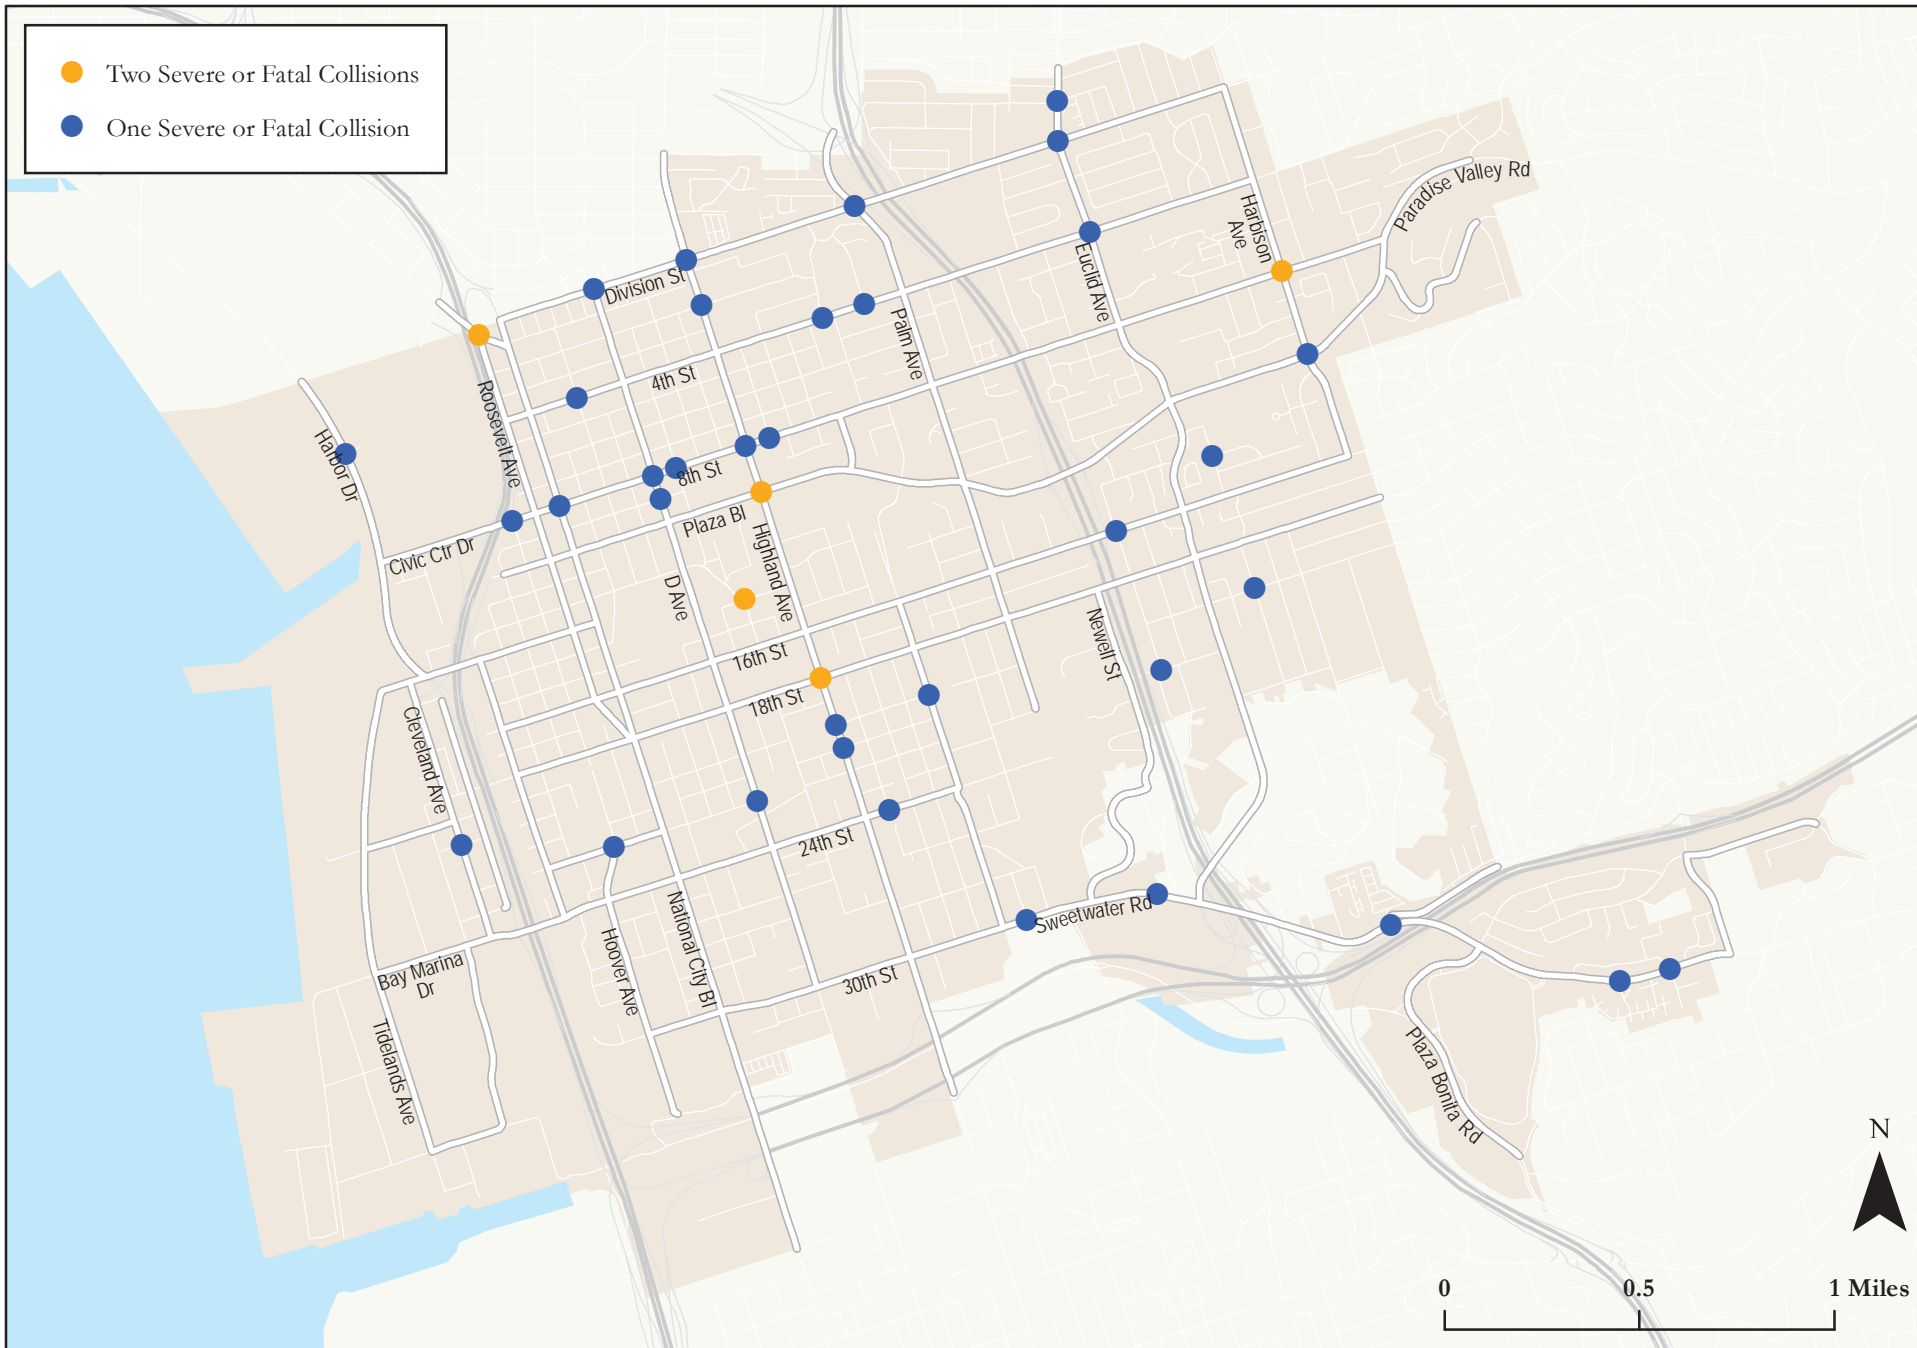 Two Severe or Fatal Collisions
One Severe or Fatal Collision
Paradise Valley Rd
Harbison
Ave
Euclid Ave
Division St
Palm Ave
4th St
Roosevelt Ave
Harbor Dr
8th St
Plaza Bl
Highland Ave
Civic Ctr Dr
D Ave
Newell St
16th St
18th St
Cleveland Ave
24th St
National City Bl
Sweetwater Rd
Hoover Ave
Bay Marina
Dr
30th St
Tidelands Ave
Plaza Bonita Rd
N
0
0.5
1 Miles